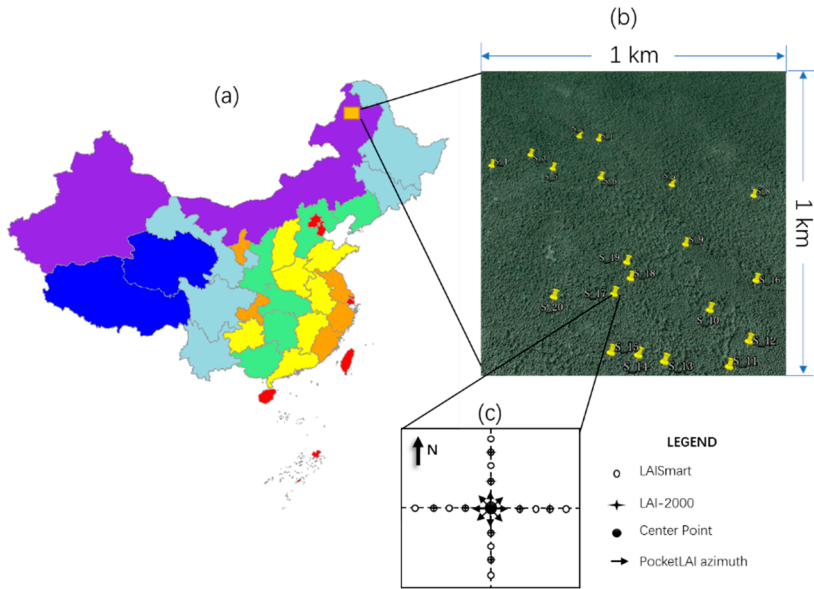 (b)
1 km
(a)
1 km
S_8
S_9
S_19
S_18
S_16
S_17
S_20
S_10
S_12
S_15
S_14
S_13
S_11
(c)
N
LEGEND
LAISmart
LAI-2000
Center Point
PocketLAI azimuth